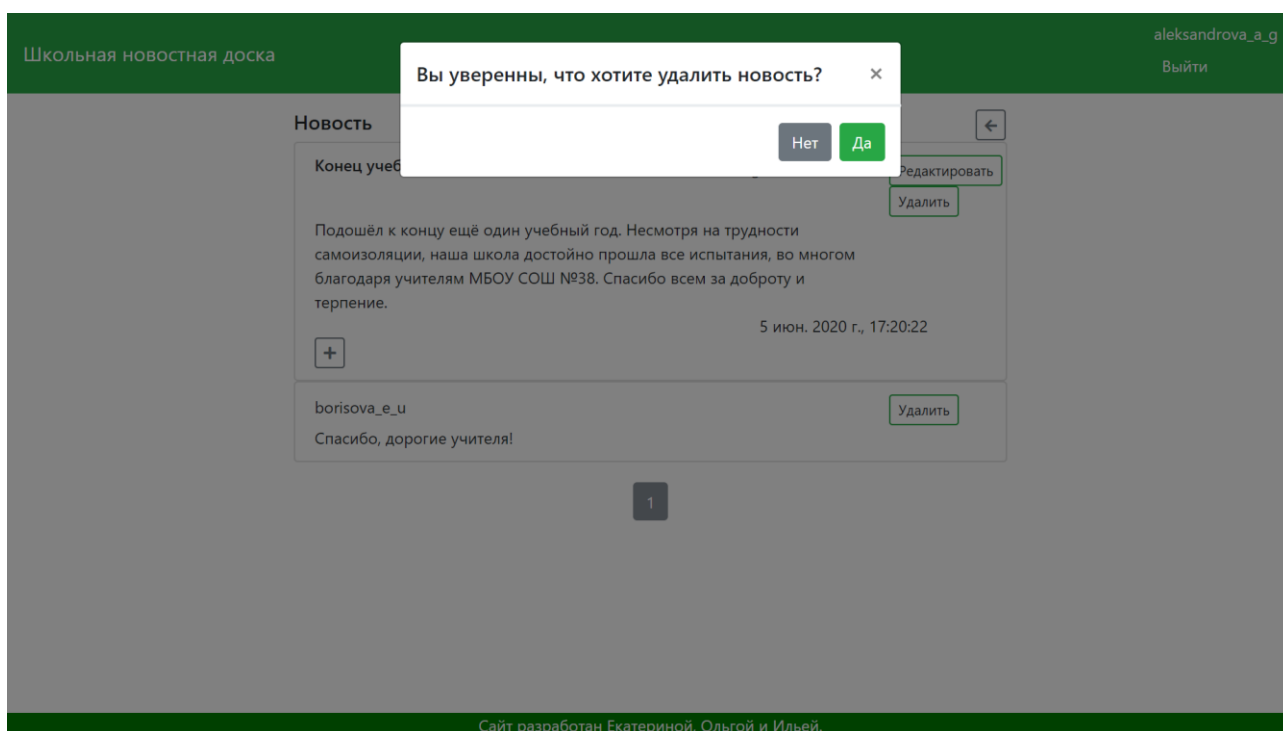 aleksandrova_a_g
Школьная новостная доска
Выйти
Вы уверенны, что хотите удалить новость? ×
Нет Да
Новость
Конец
Редактировать
Удалить
Подошёл к концу ещё один учебный год. Несмотря на трудности
самоизоляции, наша школа достойно прошла все испытания, во многом
благодаря учителям МБОУ СОШ №38. Спасибо всем за доброту и
терпение.
5 июн. 2020 г., 17:20:22
+
borisova_e_u
Удалить
Спасибо, дорогие учителя!
1
Сайт разработан Екатериной, Ольгой и Ильей.